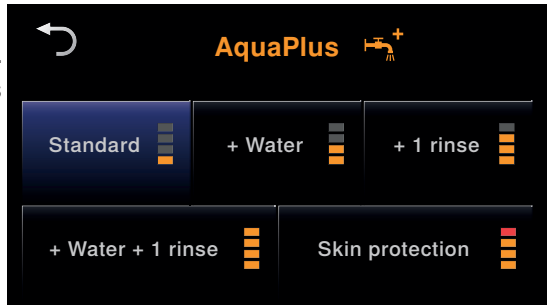 AquaPlus
Standard
+ Water
+ 1 rinse
+ Water + 1 rinse
Skin protection